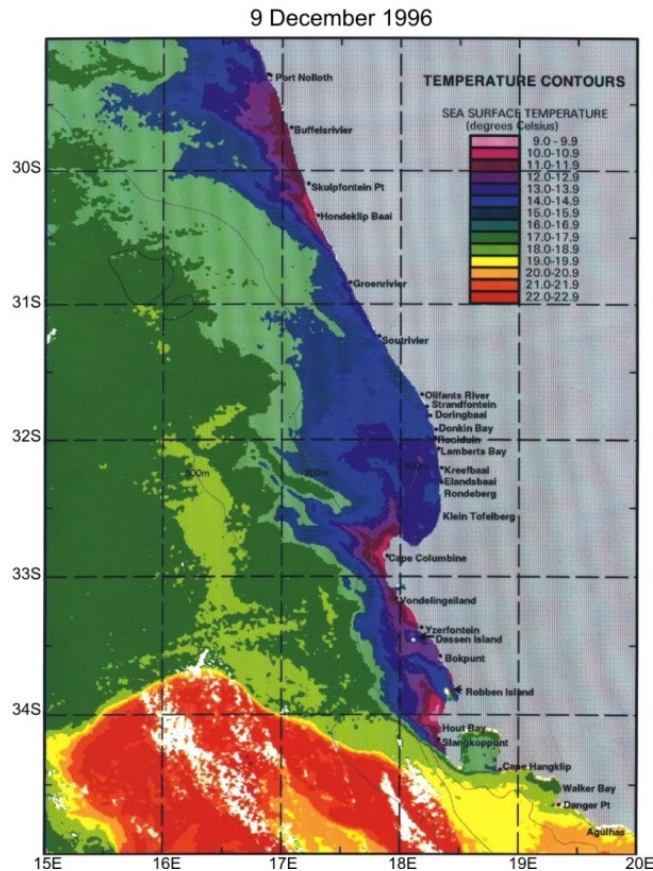 9 December 1996
TEMPERATURE CONTOURS
SEA SURFACE TEMPERATURE
(degrees Celsius)
9.0 - 9.9
10.0-10.9
11.0-11.9
12.0-12.9
13.0-13.9
14.0-14.9
15.0-15.9
16.0-16.9
17.0-17.9
18.0-18.9
19.0-19.9
20.0-20.9
21.0-21.9
22.0-22.9
Port Nolloth
Buffelsrivier
30S
Skulpfontein Pt
Hondeklip Baai
Groenrivier
31S
Soutrivier
Olifants River
Strandfontein
Doringbaai
Donkin Bay
32S
Lamberts Bay
500m
200m
100m
Kreefbaai
Elandsbaai
Rondeberg
Klein Tofelberg
Cape Columbine
33S
Vondelingeiland
Yzerfontein
Dassen Island
Bokpunt
Robben Island
34S
Hout Bay
Slangkoppunt
Cape Hangklip
Walker Bay
Danger Pt
Agulhas
15E
16E
17E
18E
19E
20E